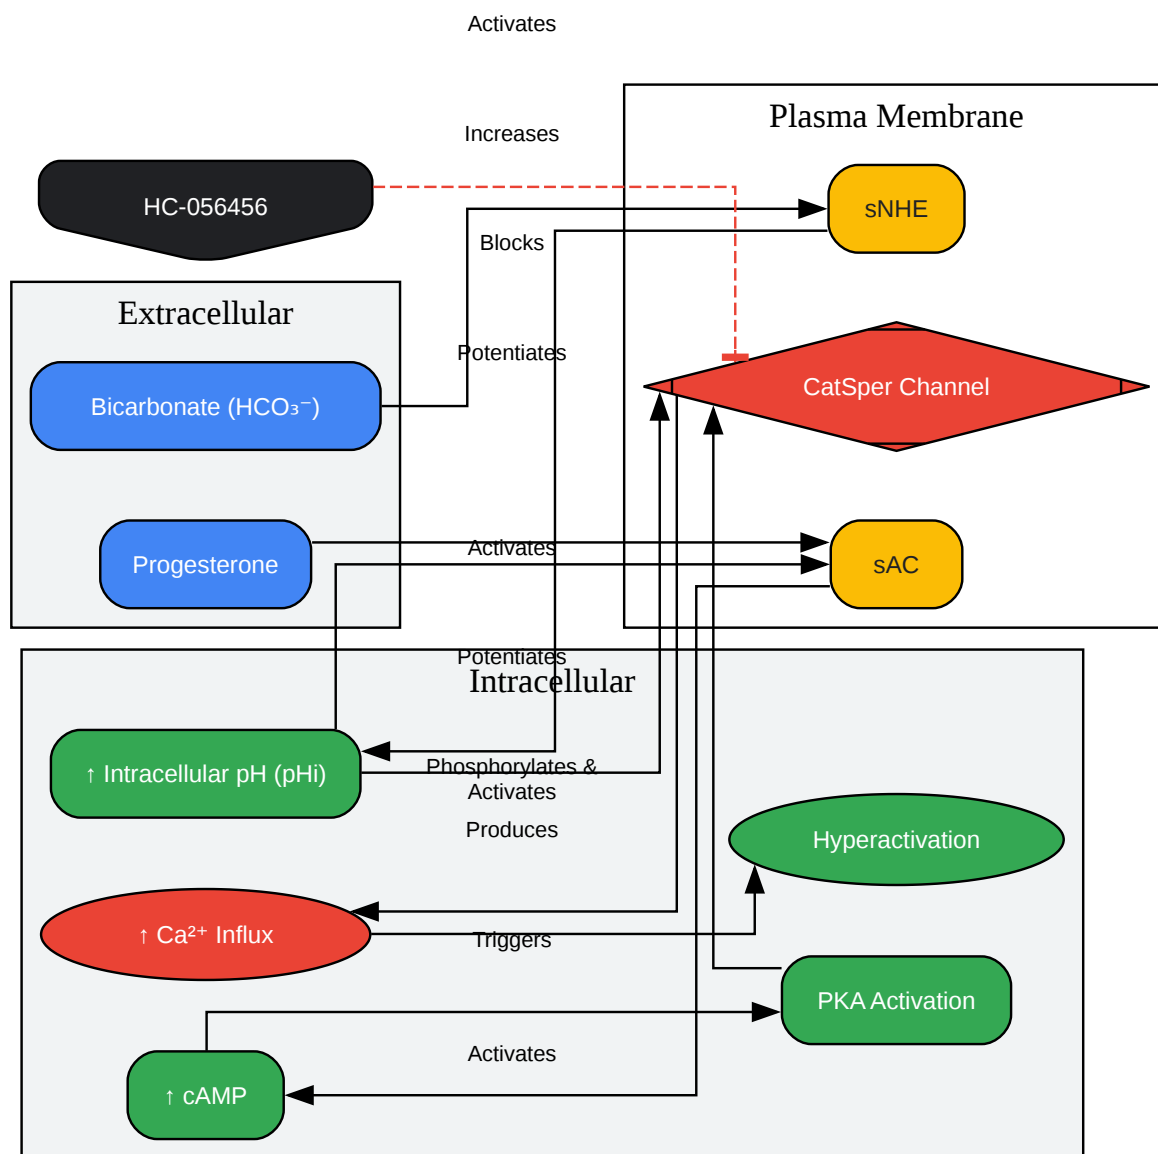 Activates
Plasma Membrane
Increases
HC-056456
sNHE
Blocks
Extracellular
Potentiates
CatSper Channel
Bicarbonate (HCO₃⁻)
Activates
Progesterone
sAC
Potentiates
Intracellular
↑ Intracellular pH (pHi)
Phosphorylates &
Activates
Produces
Hyperactivation
↑ Ca²⁺ Influx
Triggers
PKA Activation
Activates
↑ cAMP